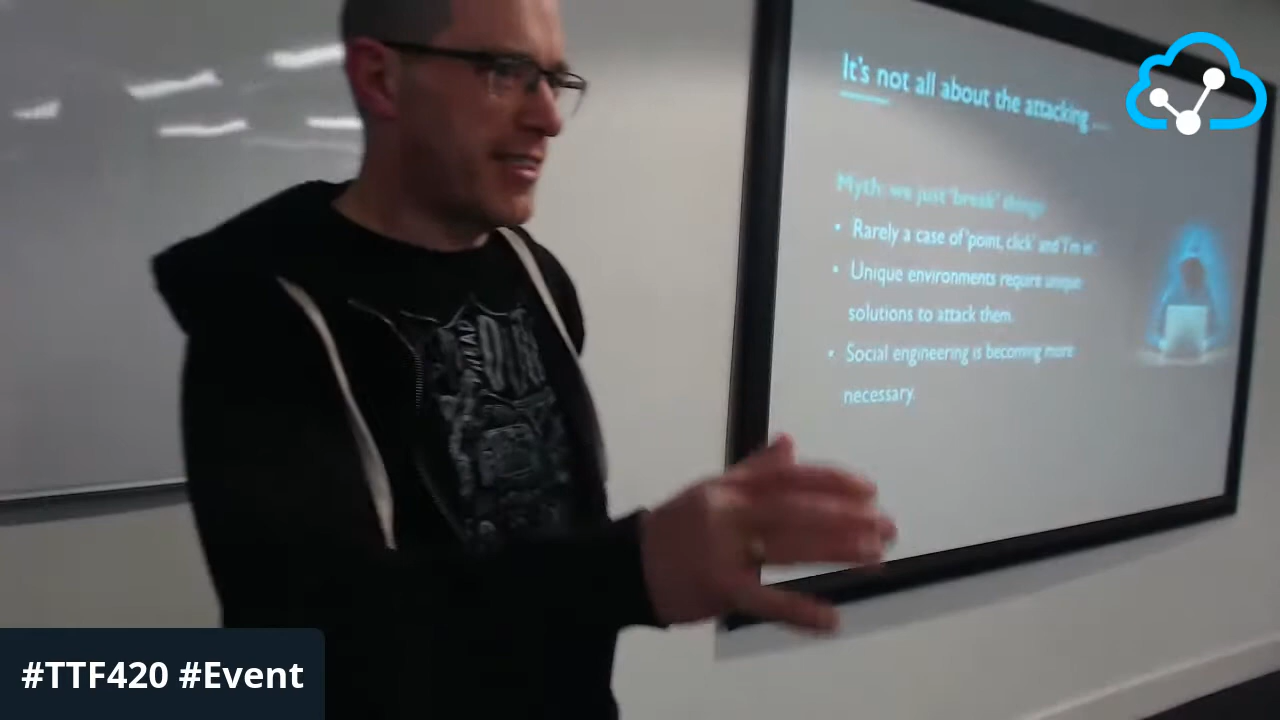 It's not all about the attacking ...
Myth: we just 'break' things
• Rarely a case of 'point, click' and 'I'm in'.
• Unique environments require unique
solutions to attack them.
• Social engineering is becoming more
necessary.
#TTF420 #Event